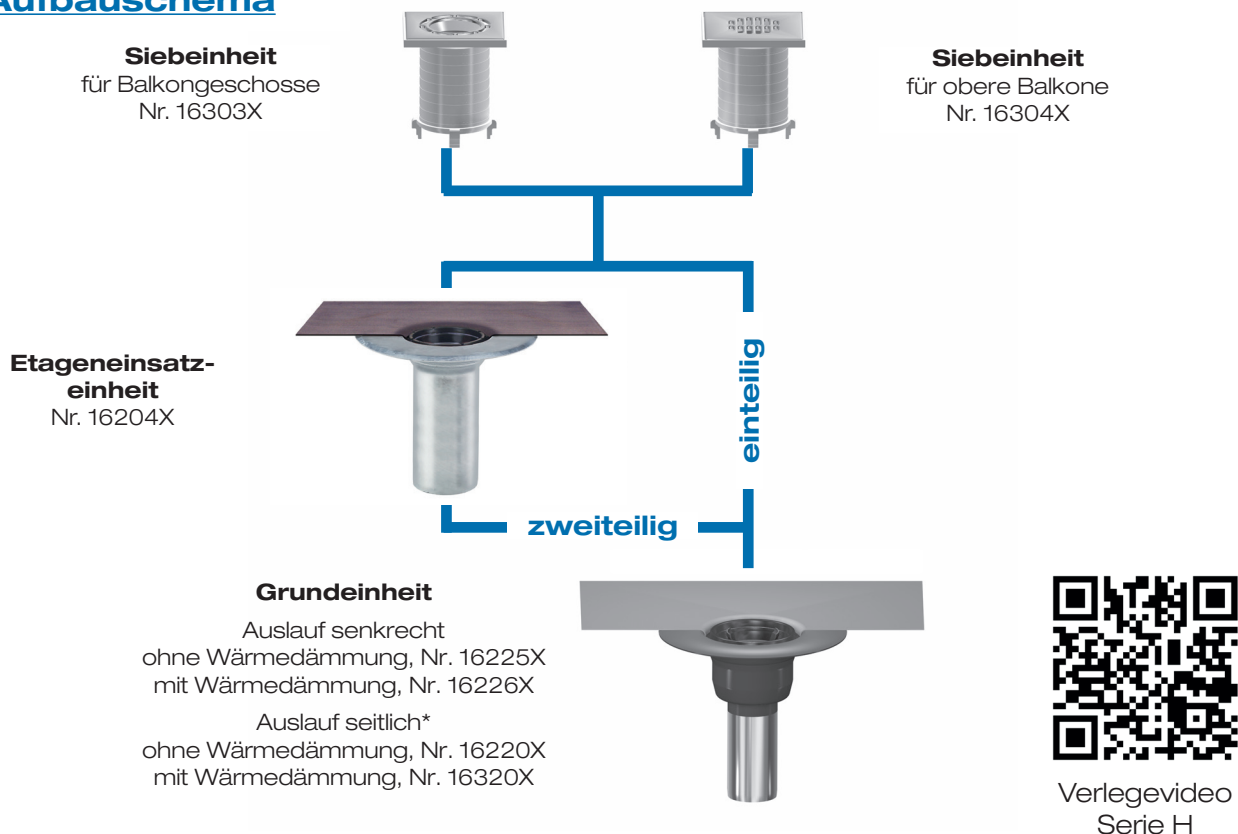 Aufbauschema
Siebeinheit
für Balkongeschosse
Nr. 16303X
Siebeinheit
für obere Balkone
Nr. 16304X
Etageneinsatz-
einheit
Nr. 16204X
einteilig
zweiteilig
Grundeinheit
Auslauf senkrecht
ohne Wärmedämmung, Nr. 16225X
mit Wärmedämmung, Nr. 16226X
Auslauf seitlich*
ohne Wärmedämmung, Nr. 16220X
mit Wärmedämmung, Nr. 16320X
Verlegevideo
Serie H